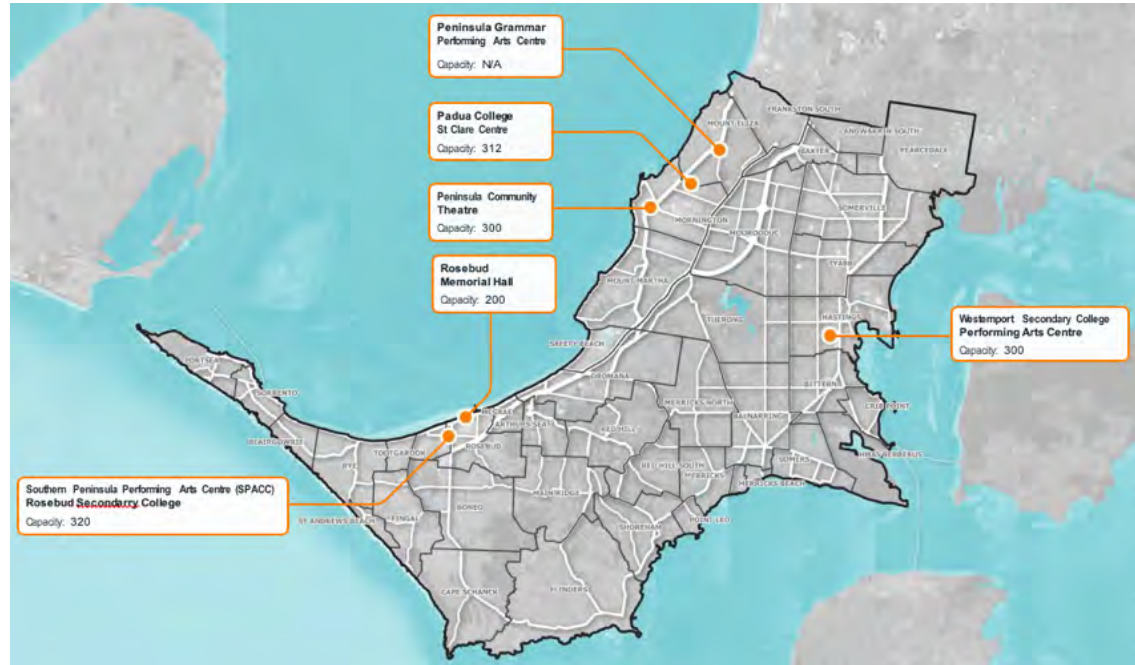 Peninsula Grammar
Performing Arts Centre
Capacity: N/A
Padua College
St Clare Centre
Capacity: 312
Peninsula Community
Theatre
Capacity: 300
Rosebud
Memorial Hall
Capacity: 200
Westernport Secondary College
Performing Arts Centre
Capacity: 300
Southern Peninsula Performing Arts Centre (SPACC)
Rosebud Secondarry College
Capacity: 320
FRANKSTON SOUTH
MOUNT ELIZA
LANGWARRIN SOUTH
BAXTER
PEARCEDALE
SOMERVILLE
MORNINGTON
MOOROODUC
TYABB
MOUNT MARTHA
TUERONG
HASTINGS
SAFETY BEACH
DROMANA
BITTERN
PORTSEA
SORRENTO
MERRICKS NORTH
CRIB POINT
BALNARRING
MCCRAE
ARTHURS SEAT
RED HILL
BLAIRGOWRIE
TOOTGAROOK
ROSEBUD
RYE
HMAS CERBERUS
SOMERS
RED HILL SOUTH
MERRICKS
MERRICKS BEACH
MAIN RIDGE
BONEO
FINGAL
ST ANDREWS BEACH
SHOREHAM
POINT LEO
CAPE SCHANCK
FLINDERS